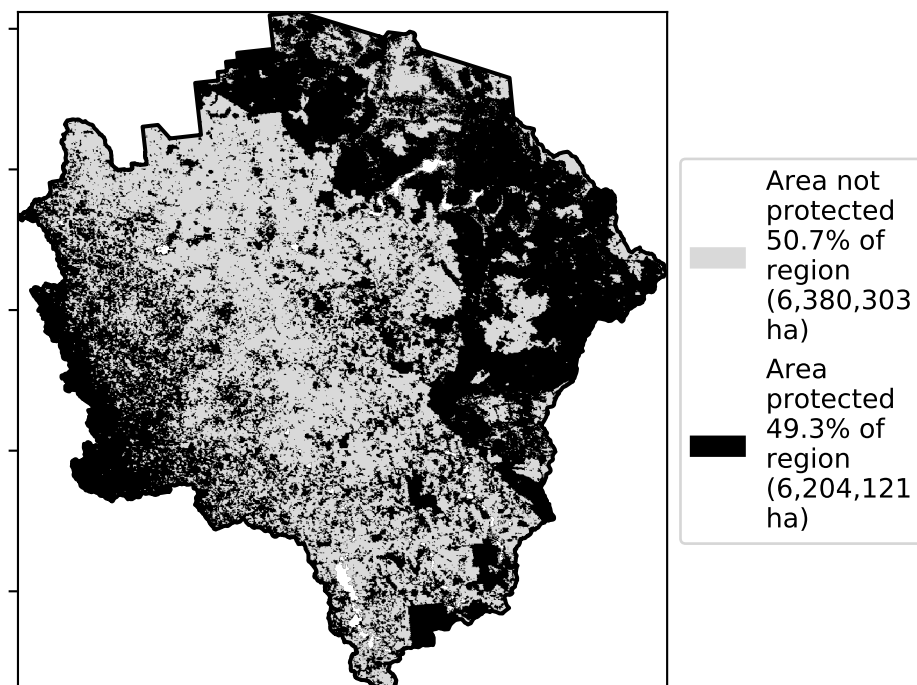 Area not
protected
50.7% of
region
(6,380,303
ha)
Area
protected
49.3% of
region
(6,204,121
ha)